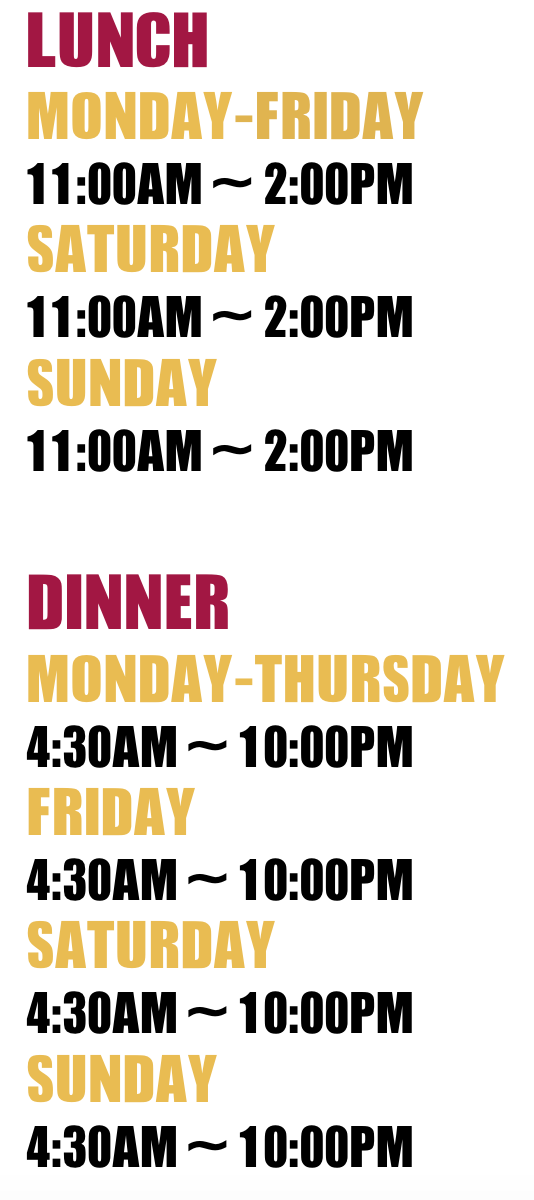 LUNCH
MONDAY-FRIDAY
11:00AM ~ 2:00PM
SATURDAY
11:00AM ~ 2:00PM
SUNDAY
11:00AM ~ 2:00PM
DINNER
MONDAY-THURSDAY
4:30AM ~ 10:00PM
FRIDAY
4:30AM ~ 10:00PM
SATURDAY
4:30AM ~ 10:00PM
SUNDAY
4:30AM ~ 10:00PM